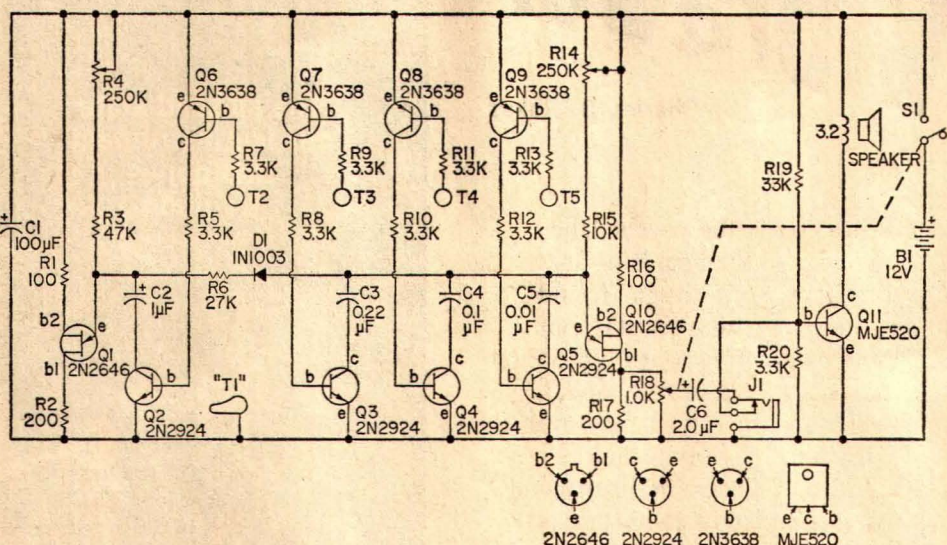 R4
250K
Q6
2N3638
Q7
2N3638
Q8
2N3638
Q9
2N3638
R14
250K
S1
e
b
c
e
b
c
e
b
c
e
b
c
R7
3.3K
R9
3.3K
R11
3.3K
R13
3.3K
3.2
SPEAKER
R19
33K
T2
T3
T4
T5
+
C1
100µF
R3
47K
R5
3.3K
R8
3.3K
R10
3.3K
R12
3.3K
R15
10K
D1
1N1003
R1
100
R6
27K
R16
100
B1
12V
+
C2
1µF
C3
0.22
µF
C4
0.1
µF
C5
0.01
µF
Q10
2N2646
b2
e
b1
Q1
2N2646
b2
e
b1
c
b
e
Q11
MJE520
R2
200
c
b
e
Q2
2N2924
"T1"
c
b
e
Q3
2N2924
c
b
e
Q4
2N2924
c
b
e
Q5
2N2924
R17
200
R18
1.0K
+
C6
2.0µF
J1
R20
3.3K
b2
b1
e
2N2646
c
e
b
2N2924
e
c
b
2N3638
e
c
b
MJE520